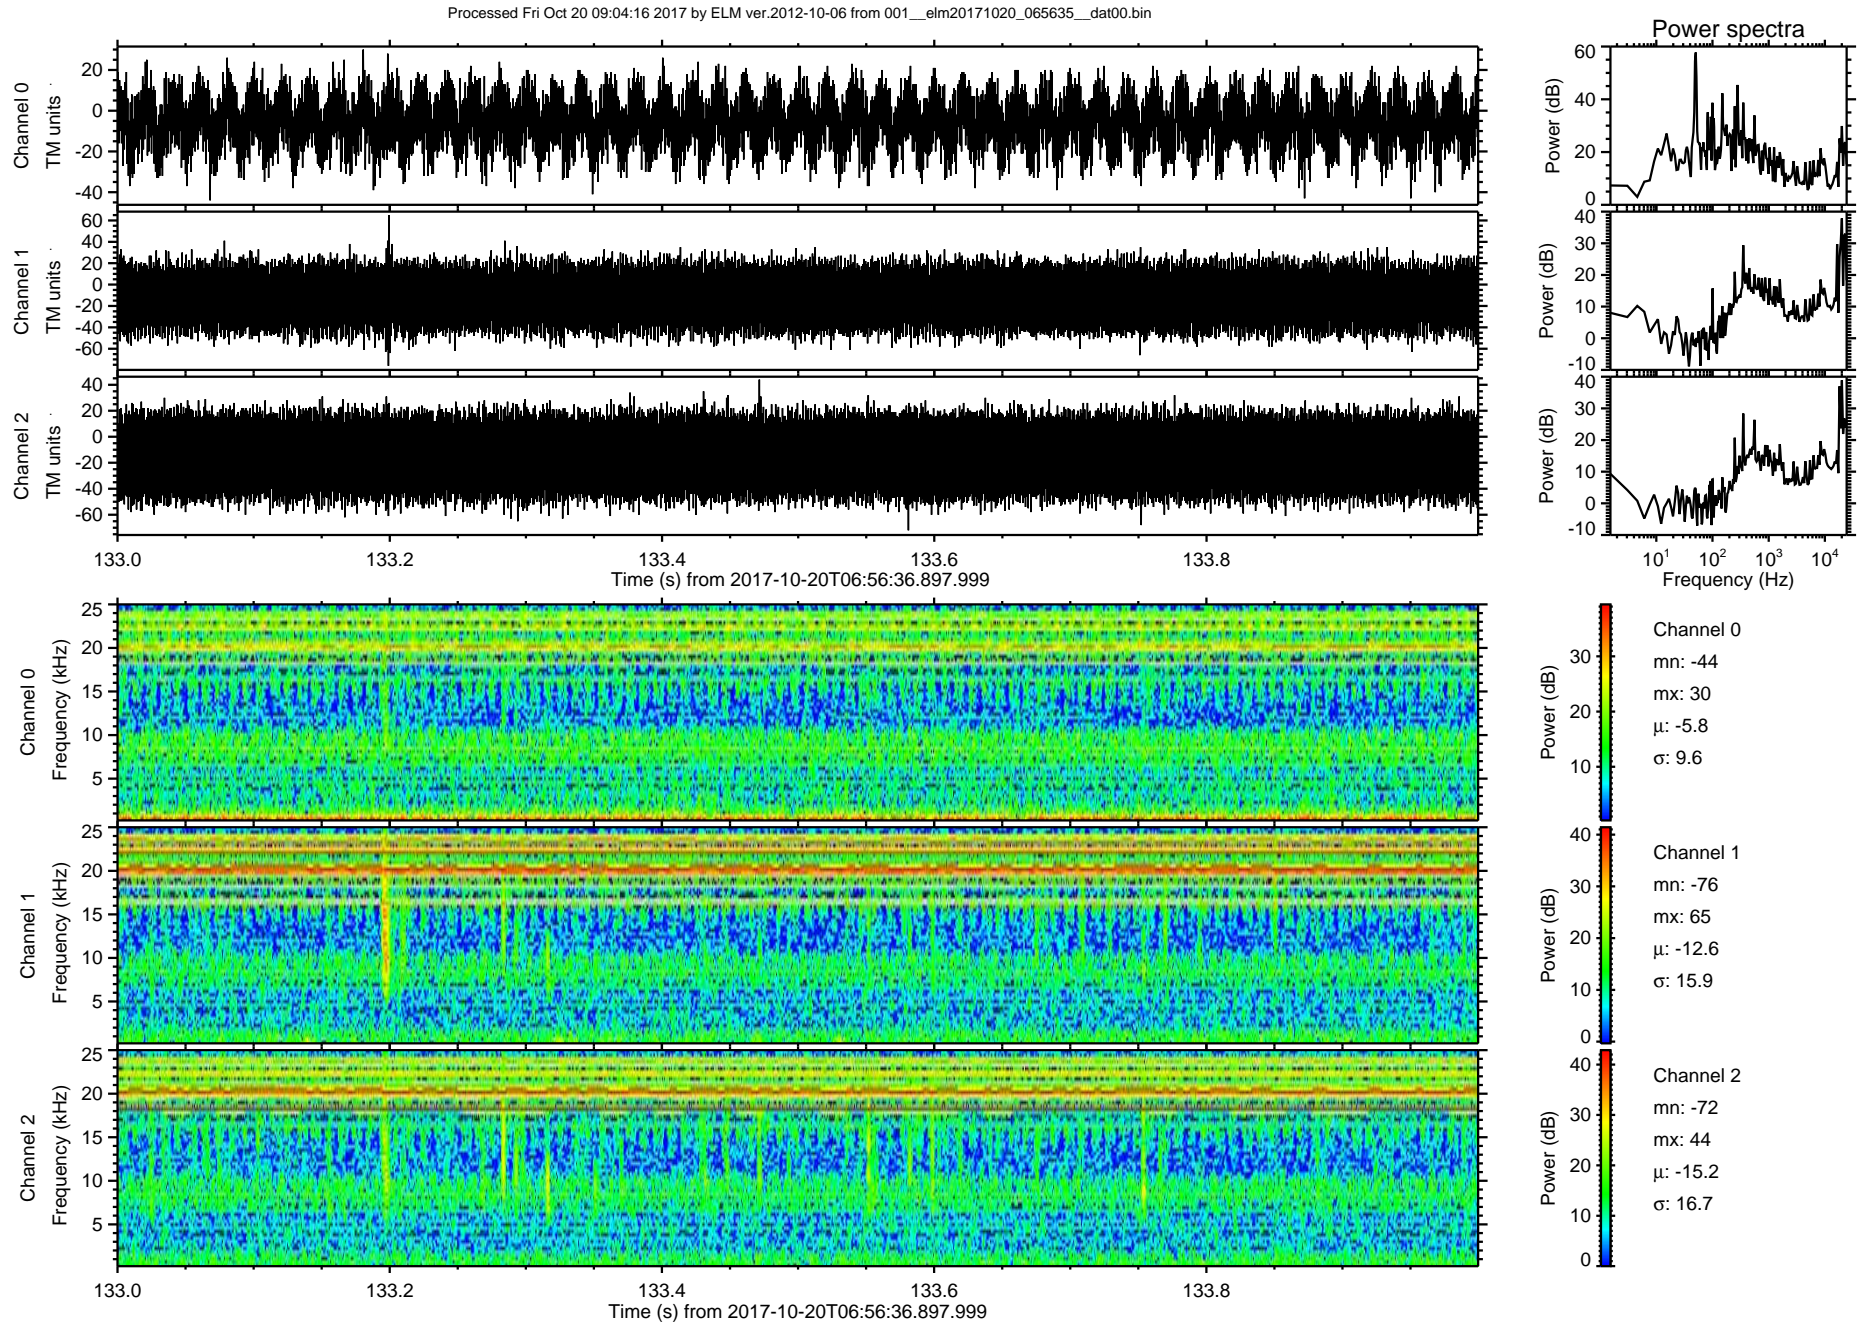 Processed Fri Oct 20 09:04:16 2017 by ELM ver.2012-10-06 from 001__elm20171020_065635__dat00.bin
Power spectra
Channel 0
TM units
20
0
-20
-40
Power (dB)
60
40
20
0
Channel 1
TM units
60
40
20
0
-20
-40
-60
Power (dB)
40
30
20
10
0
-10
Channel 2
TM units
40
20
0
-20
-40
-60
Power (dB)
40
30
20
10
0
-10
133.0 133.2 133.4 133.6 133.8
Time (s) from 2017-10-20T06:56:36.897.999
10^1 10^2 10^3 10^4
Frequency (Hz)
Channel 0
Frequency (kHz)
25
20
15
10
5
Power (dB)
30
20
10
Channel 0
mn: -44
mx: 30
μ: -5.8
σ: 9.6
Channel 1
Frequency (kHz)
25
20
15
10
5
Power (dB)
40
30
20
10
0
Channel 1
mn: -76
mx: 65
μ: -12.6
σ: 15.9
Channel 2
Frequency (kHz)
25
20
15
10
5
Power (dB)
40
30
20
10
0
Channel 2
mn: -72
mx: 44
μ: -15.2
σ: 16.7
133.0 133.2 133.4 133.6 133.8
Time (s) from 2017-10-20T06:56:36.897.999